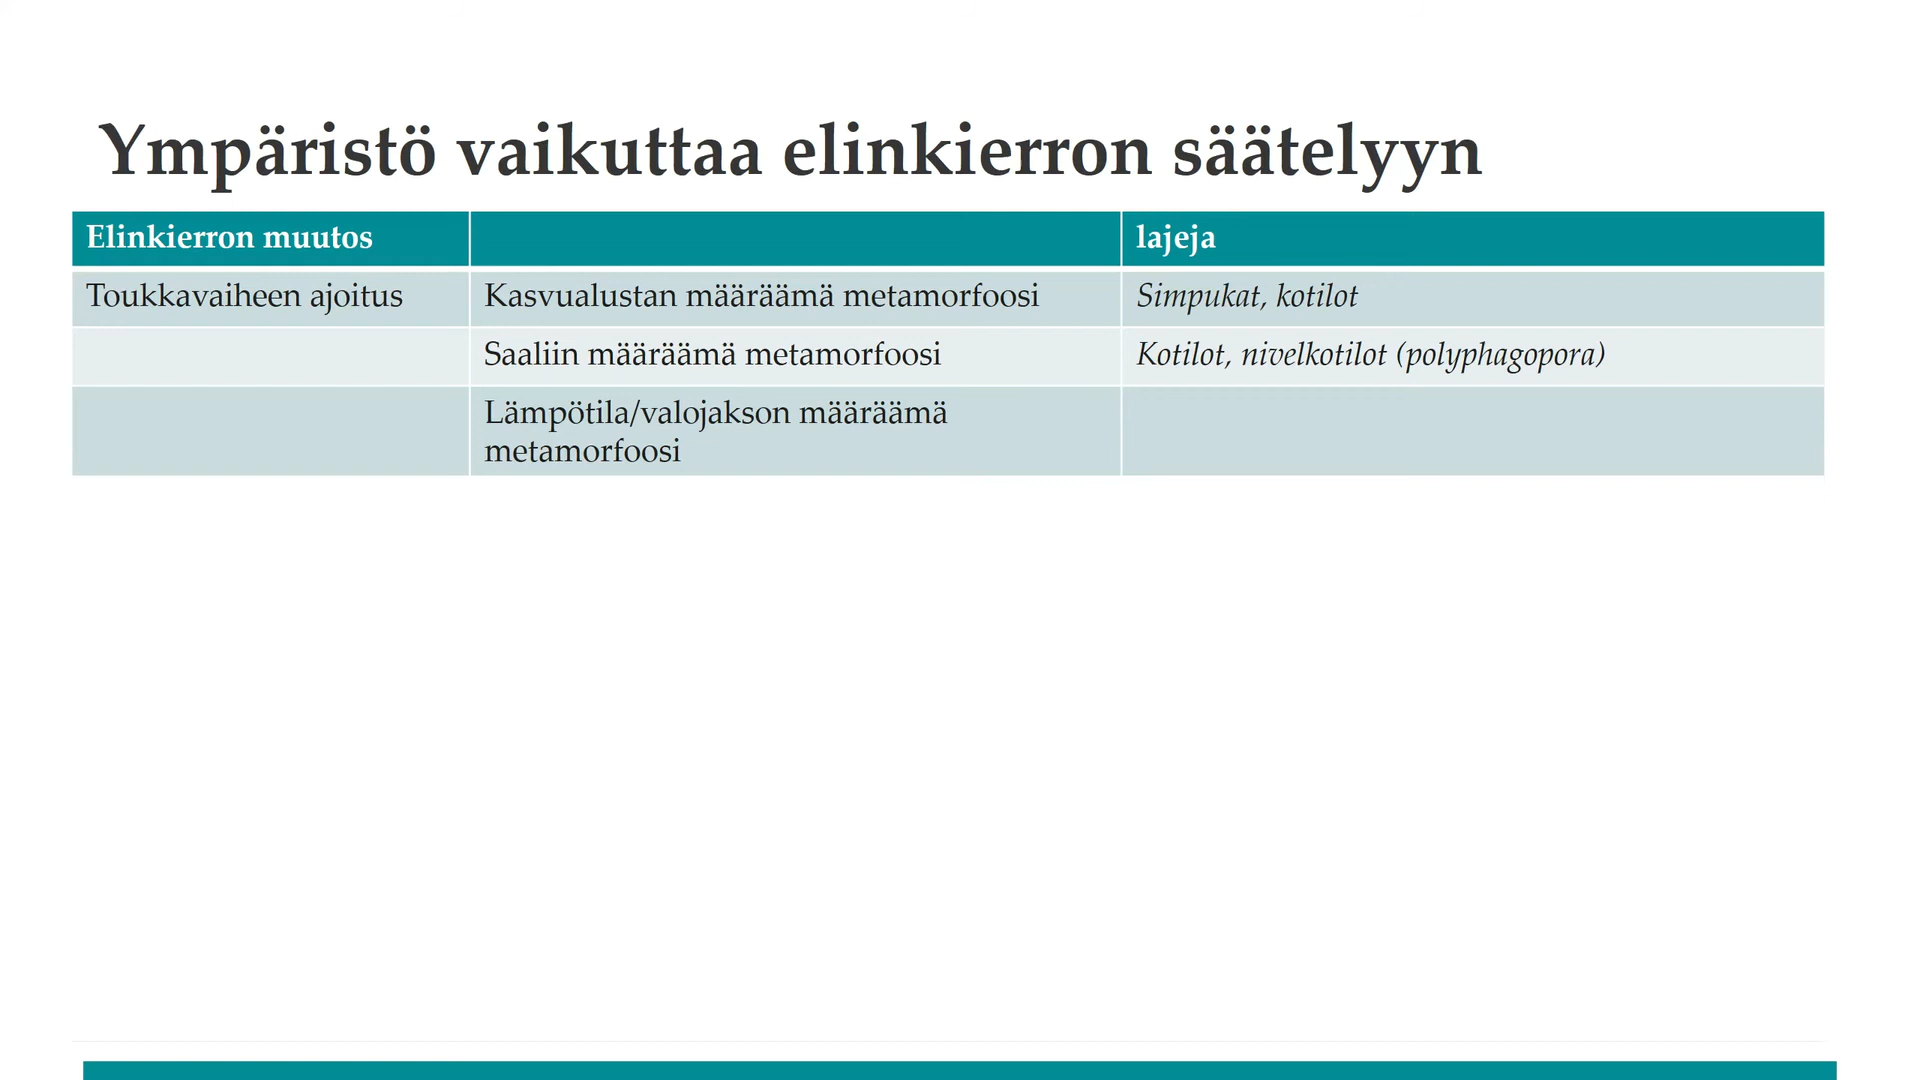 Ympäristö vaikuttaa elinkierron säätelyyn
Elinkierron muutos lajeja
Toukkavaiheen ajoitus Kasvualustan määräämä metamorfoosi Simpukat, kotilot
Saaliin määräämä metamorfoosi Kotilot, nivelkotilot (polyphagopora)
Lämpötila/valojakson määräämä
metamorfoosi